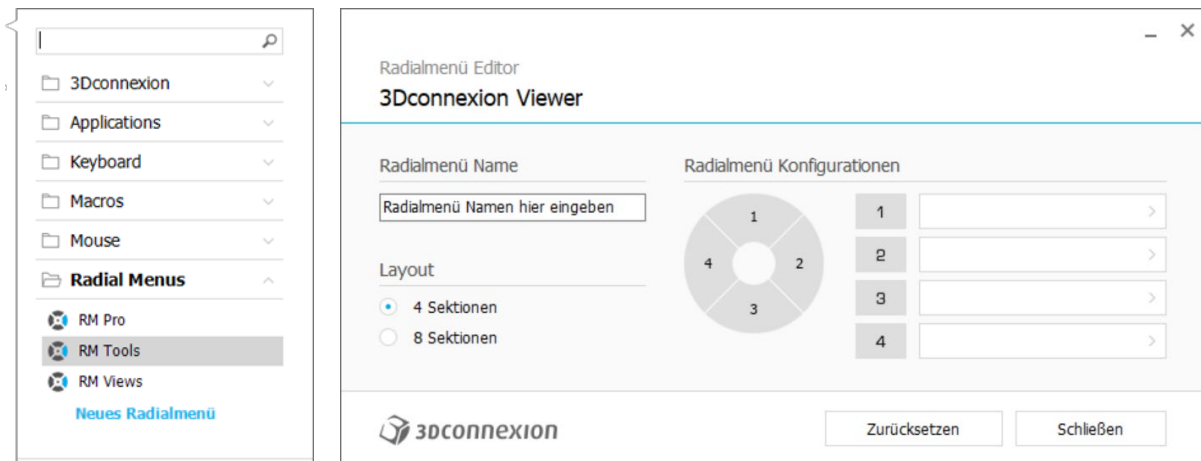 3Dconnexion
Applications
Keyboard
Macros
Mouse
Radial Menus
RM Pro
RM Tools
RM Views
Neues Radialmenü
Radialmenü Editor
3Dconnexion Viewer
Radialmenü Name
Radialmenü Namen hier eingeben
Layout
4 Sektionen
8 Sektionen
Radialmenü Konfigurationen
1
2
3
4
1
2
3
4
3Dconnexion
Zurücksetzen
Schließen